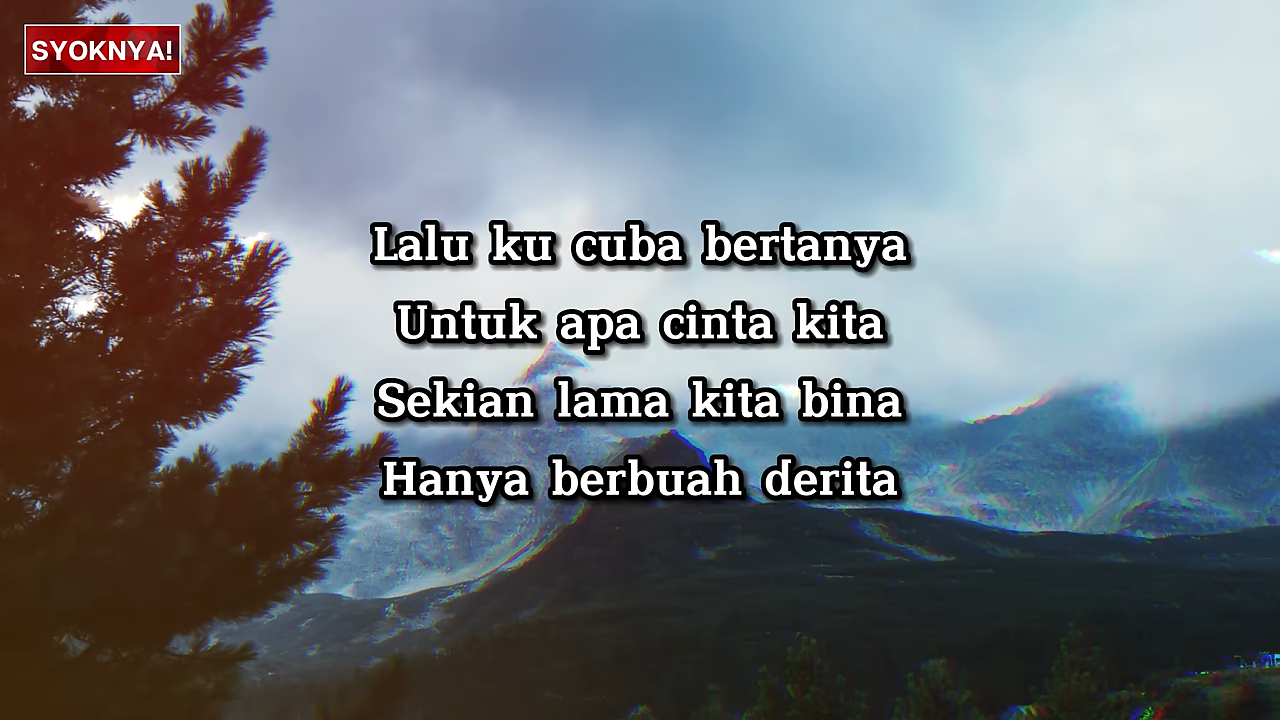 SYOKNYA!
Lalu ku cuba bertanya
Untuk apa cinta kita
Sekian lama kita bina
Hanya berbuah derita